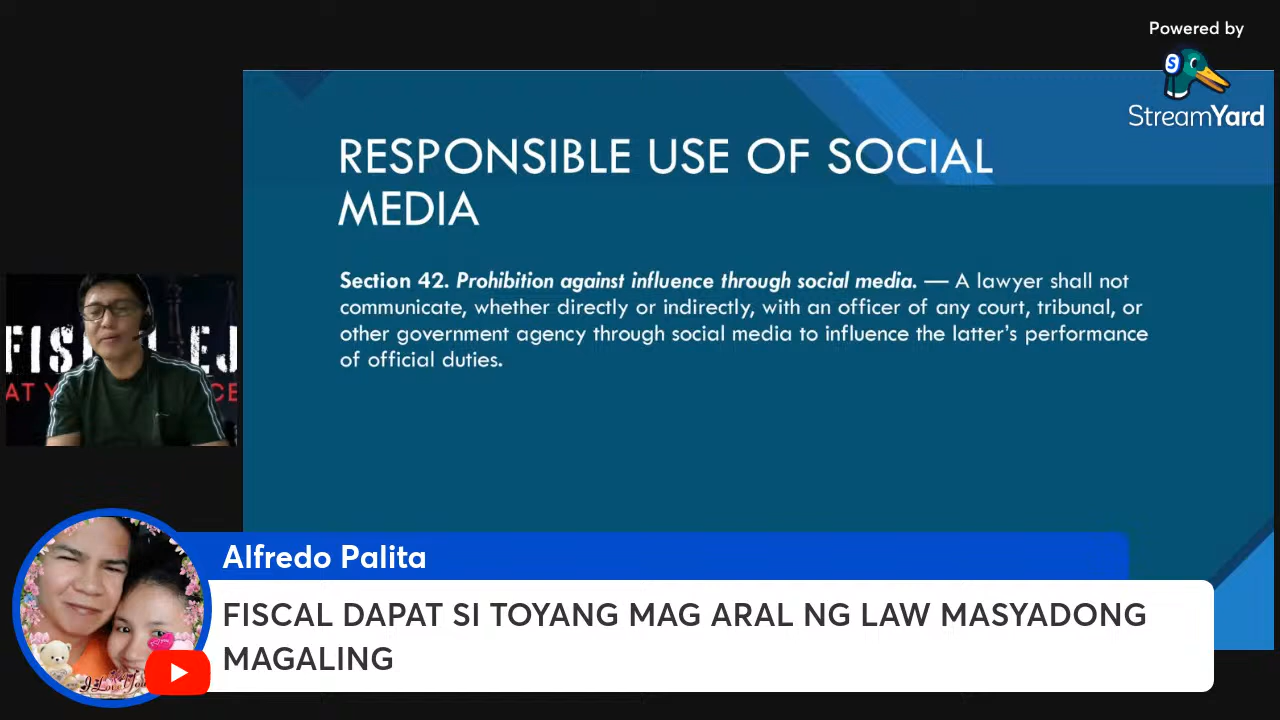 Powered by
StreamYard
RESPONSIBLE USE OF SOCIAL
MEDIA
Section 42. Prohibition against influence through social media. — A lawyer shall not
communicate, whether directly or indirectly, with an officer of any court, tribunal, or
other government agency through social media to influence the latter's performance
of official duties.
Alfredo Palita
FISCAL DAPAT SI TOYANG MAG ARAL NG LAW MASYADONG
MAGALING